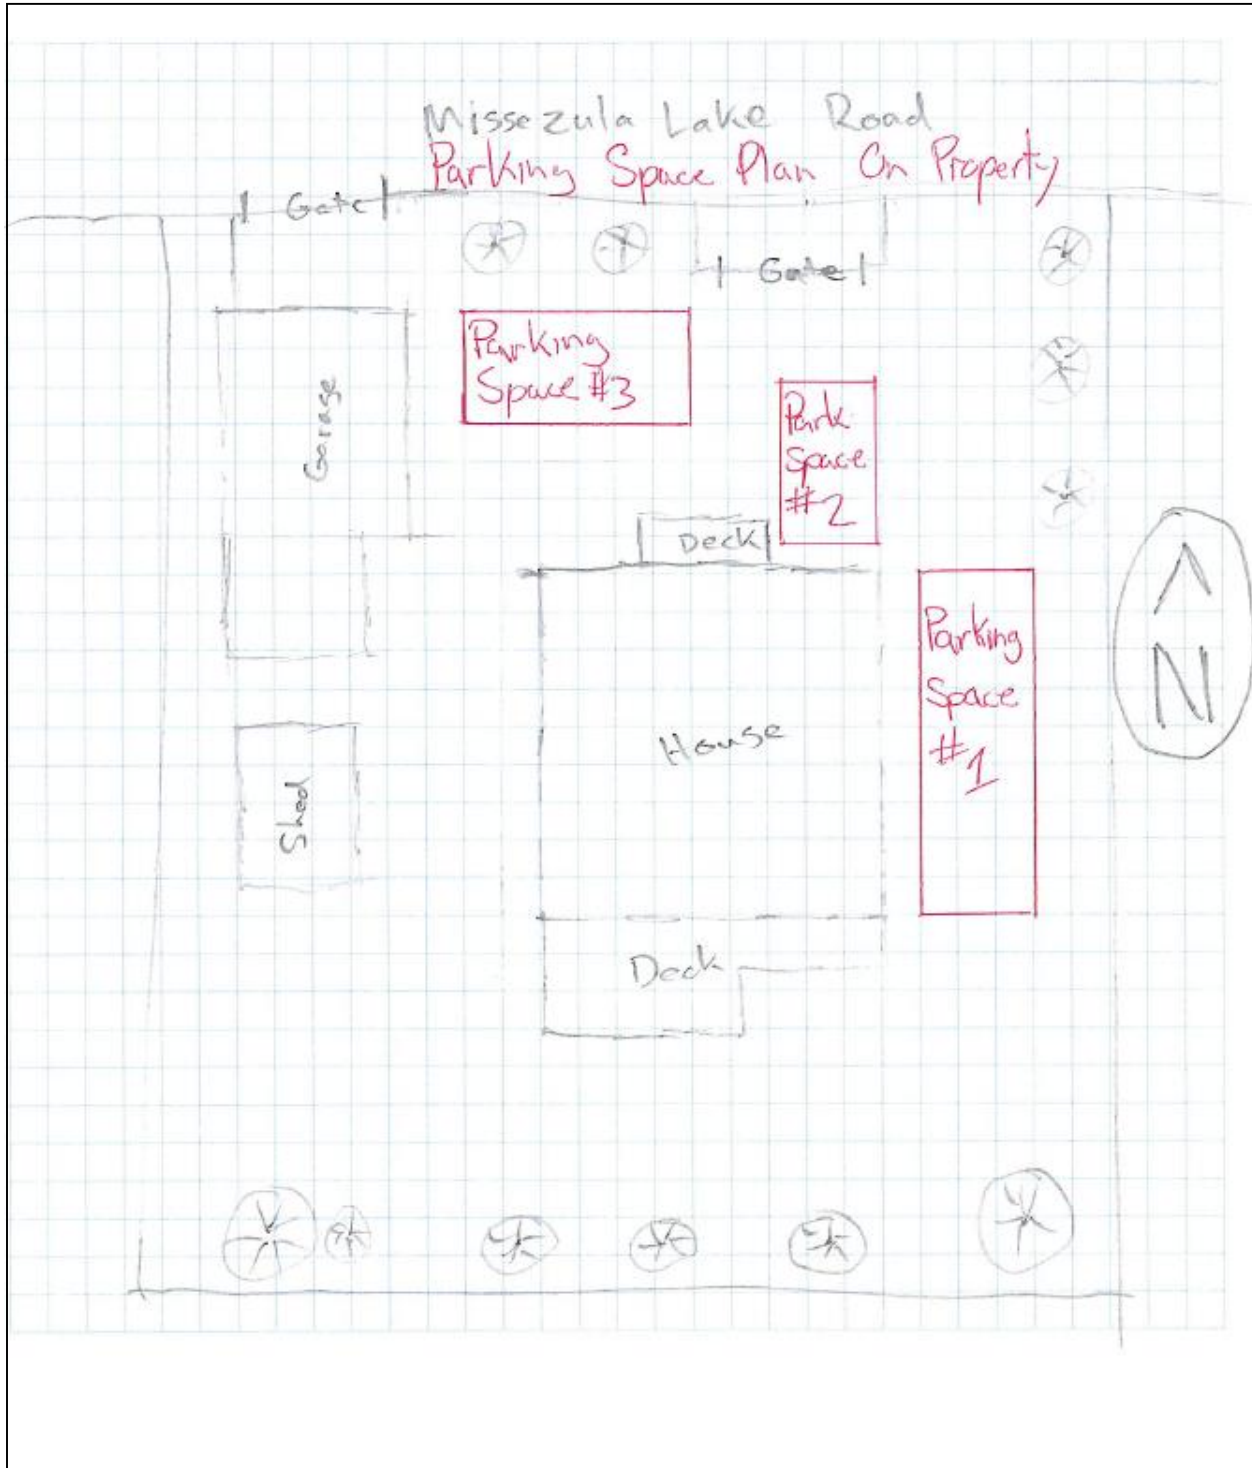 Missezula Lake Road
Parking Space Plan On Property
Gate
Gate
Parking
Space #3
Park
Space
#2
Garage
Deck
Parking
Space
#1
N
House
Shed
Deck